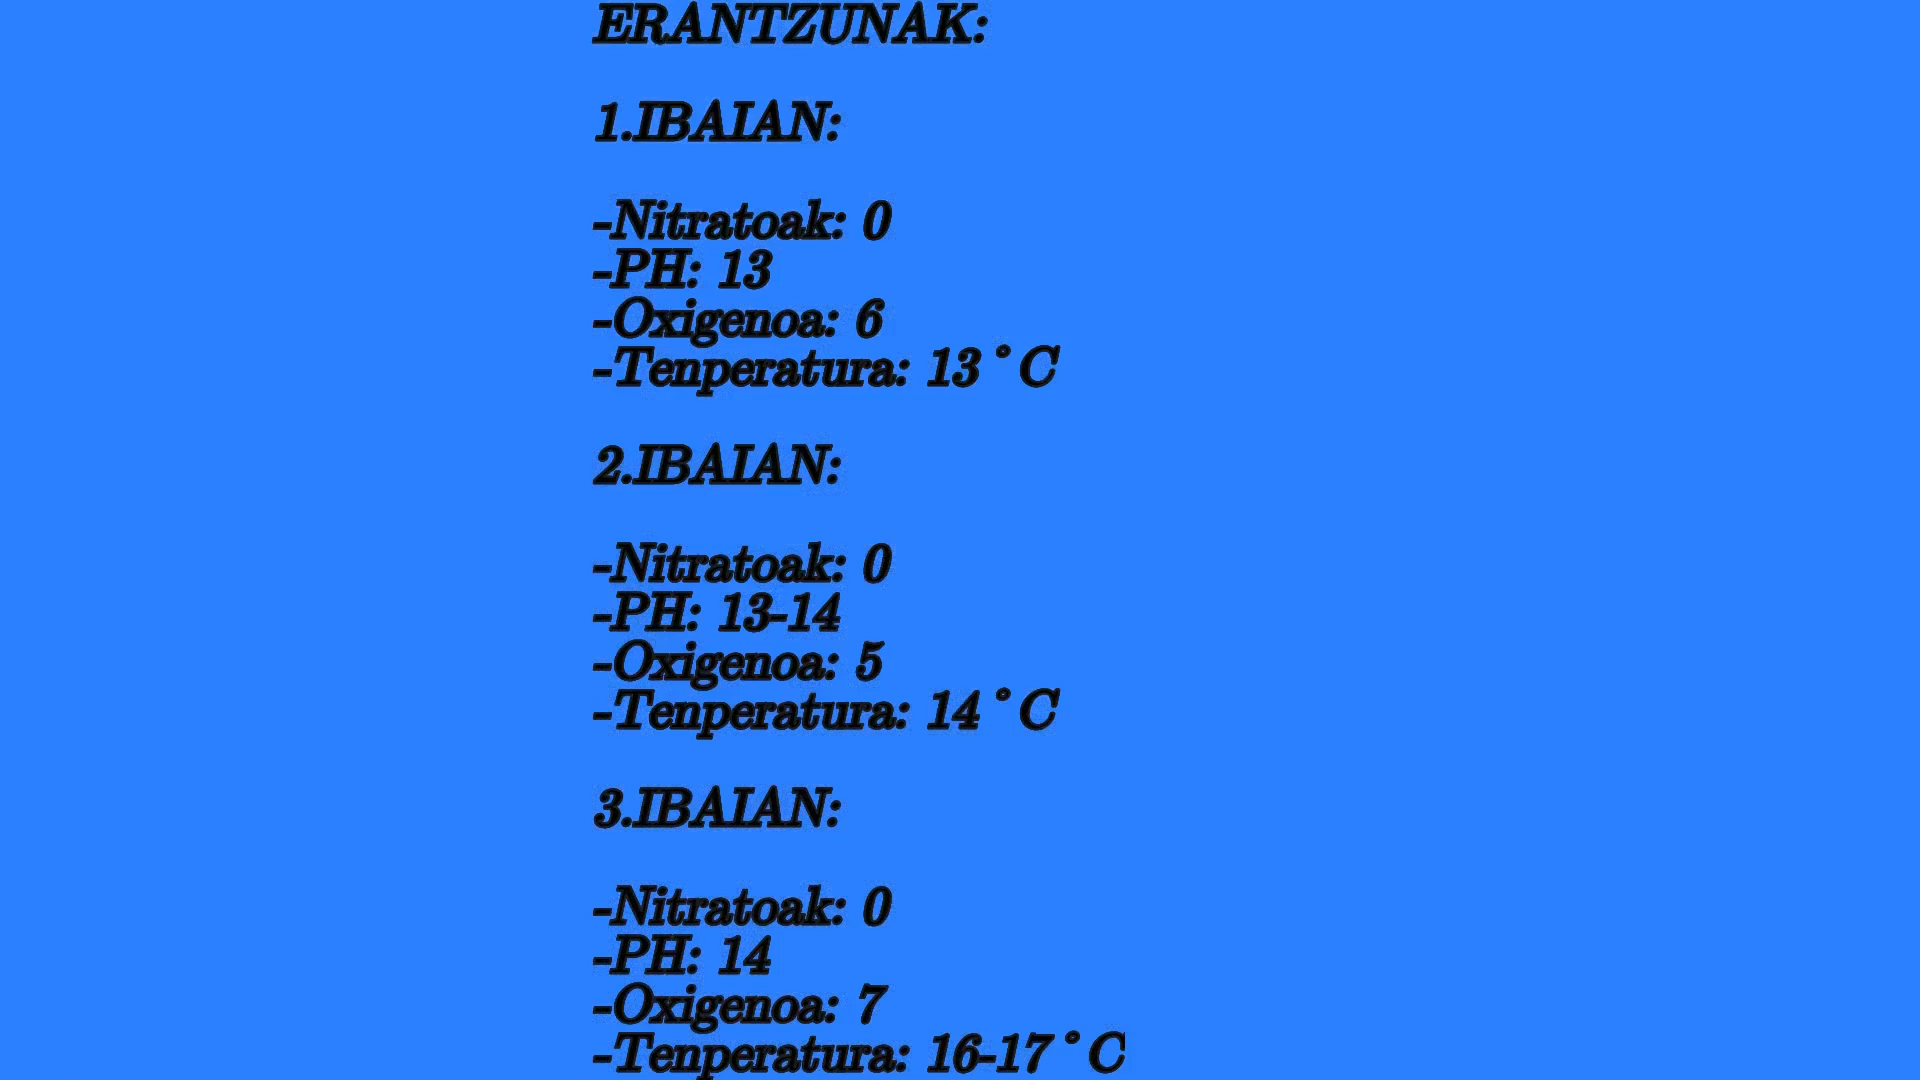 ERANTZUNAK:
1.IBAIAN:
-Nitratoak: 0
-PH: 13
-Oxigenoa: 6
-Tenperatura: 13°C
2.IBAIAN:
-Nitratoak: 0
-PH: 13-14
-Oxigenoa: 5
-Tenperatura: 14°C
3.IBAIAN:
-Nitratoak: 0
-PH: 14
-Oxigenoa: 7
-Tenperatura: 16-17°C